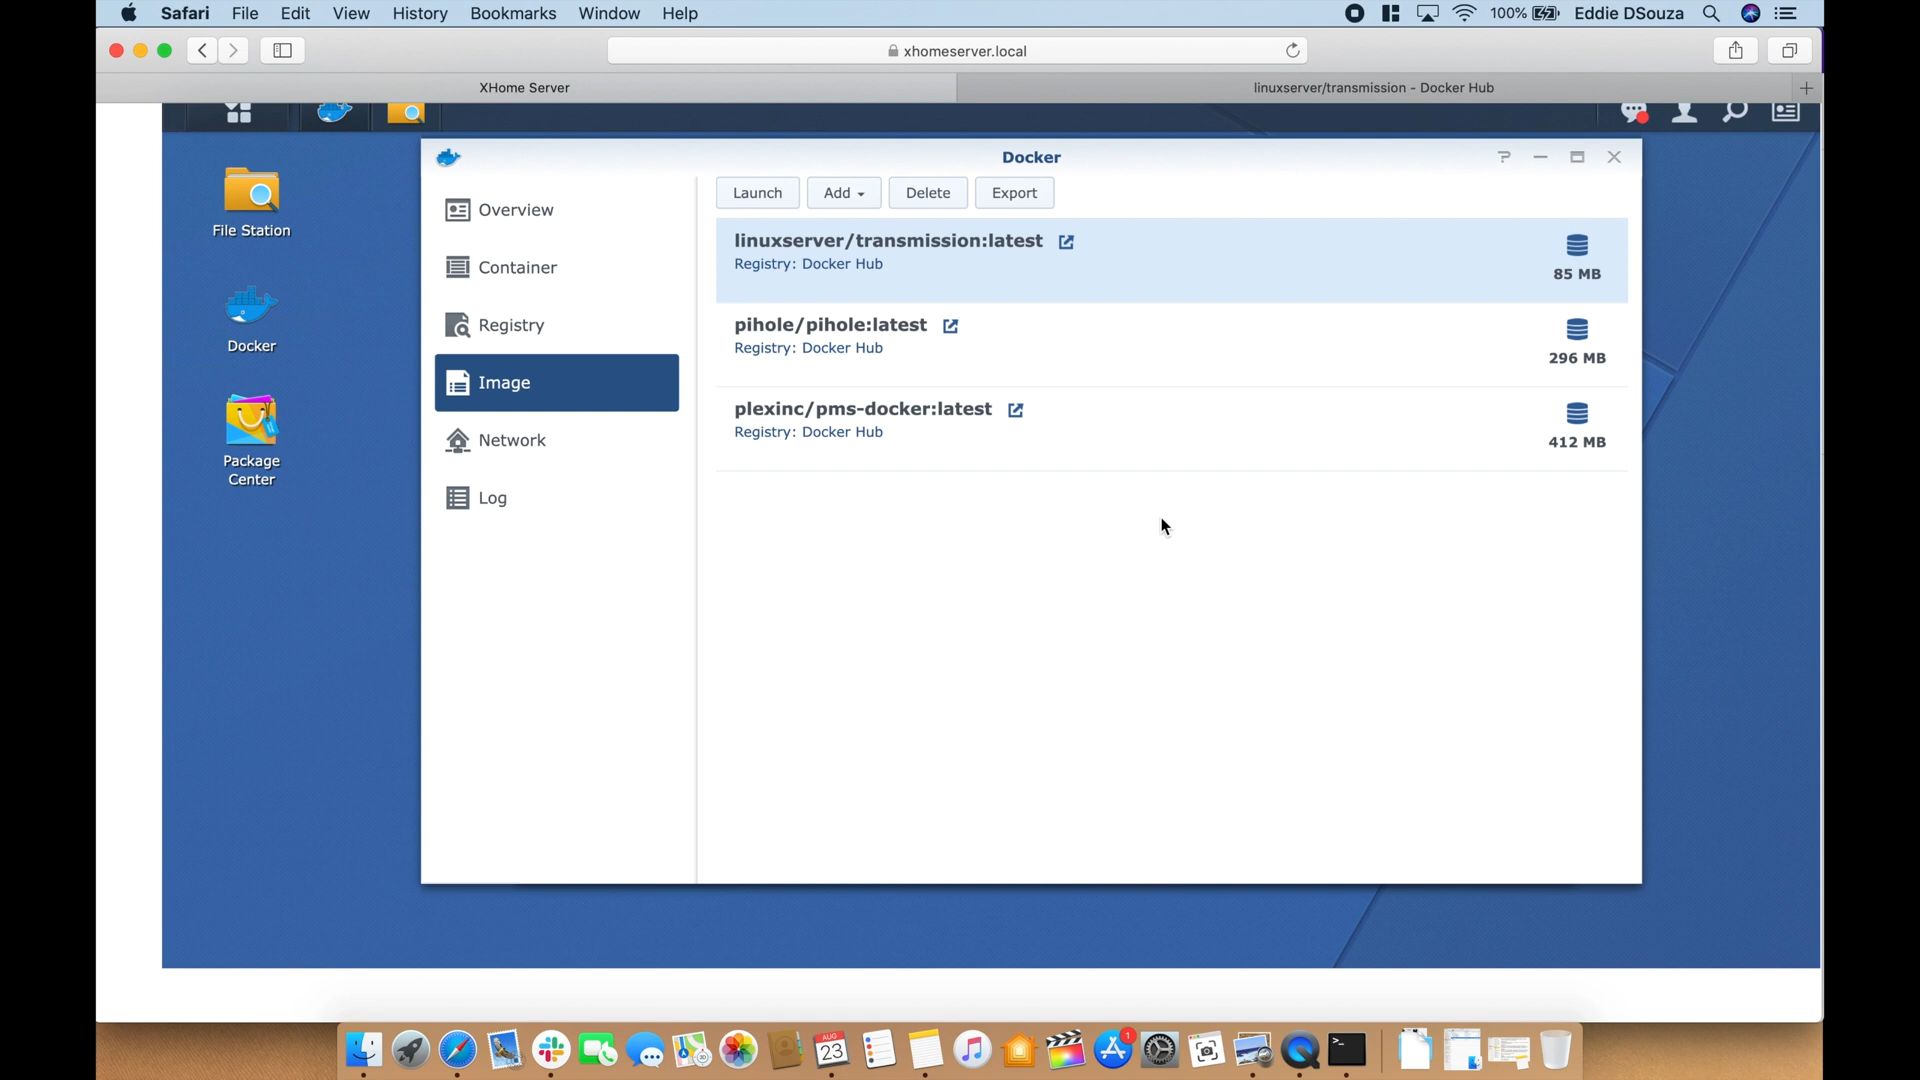 Safari File Edit View History Bookmarks Window Help 100% Eddie DSouza
xhomeserver.local
XHome Server linuxserver/transmission - Docker Hub
File Station
Docker
Package
Center
Docker
Overview
Container
Registry
Image
Network
Log
Launch Add Delete Export
linuxserver/transmission:latest
Registry: Docker Hub
85 MB
pihole/pihole:latest
Registry: Docker Hub
296 MB
plexinc/pms-docker:latest
Registry: Docker Hub
412 MB
AUG
23
1